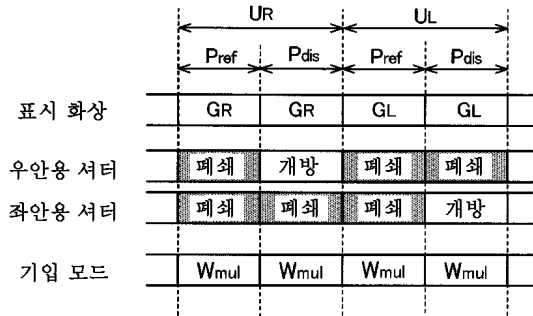 UR UL
Pref Pdis Pref Pdis
표시 화상 GR GR GL GL
우안용 셔터 폐쇄 개방 폐쇄 폐쇄
좌안용 셔터 폐쇄 폐쇄 폐쇄 개방
기입 모드 Wmul Wmul Wmul Wmul